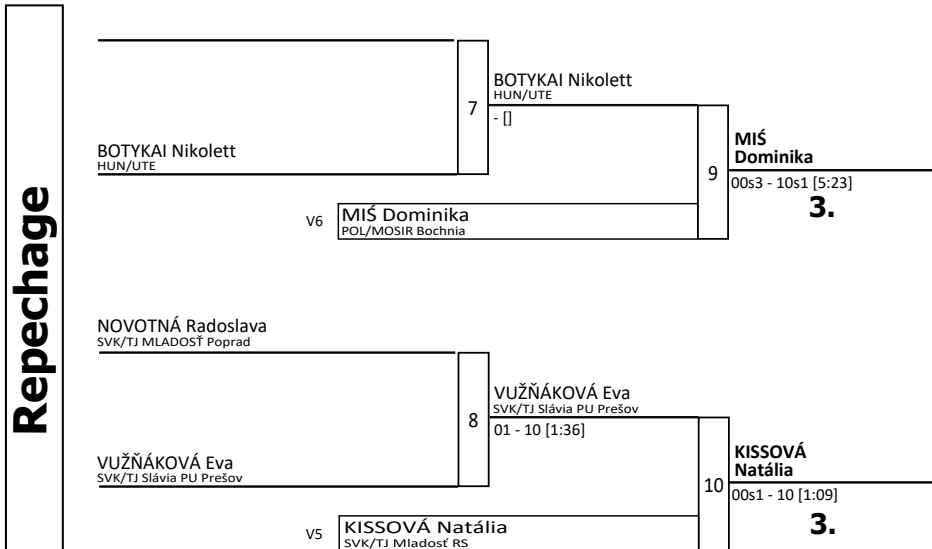 Repechage
7
BOTYKAI Nikolett
HUN/UTE
- []
BOTYKAI Nikolett
HUN/UTE
9
MIŚ
Dominika
00s3 - 10s1 [5:23]
3.
V6
MIŚ Dominika
POL/MOSIR Bochnia
NOVOTNÁ Radoslava
SVK/TJ MLADOSŤ Poprad
8
VUŽŇÁKOVÁ Eva
SVK/TJ Slávia PU Prešov
01 - 10 [1:36]
VUŽŇÁKOVÁ Eva
SVK/TJ Slávia PU Prešov
10
KISSOVÁ
Natália
00s1 - 10 [1:09]
3.
V5
KISSOVÁ Natália
SVK/TJ Mladosť RS